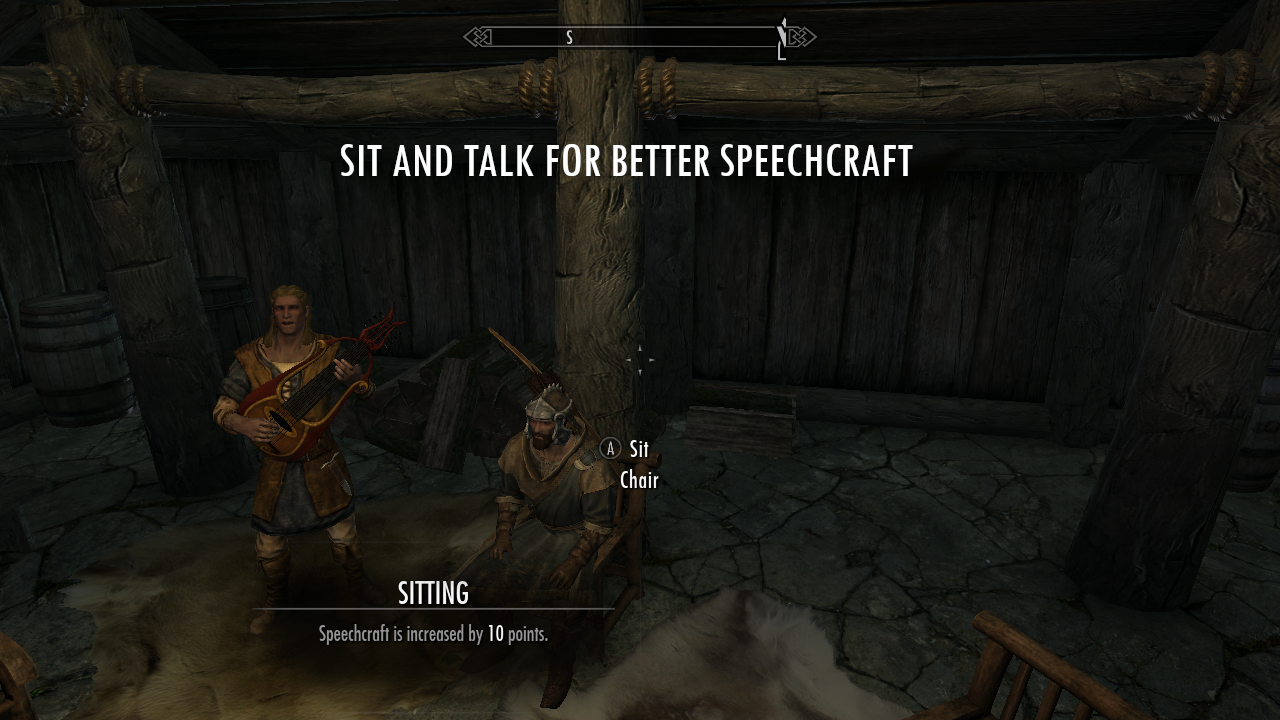 S
SIT AND TALK FOR BETTER SPEECHCRAFT
A Sit
Chair
SITTING
Speechcraft is increased by 10 points.